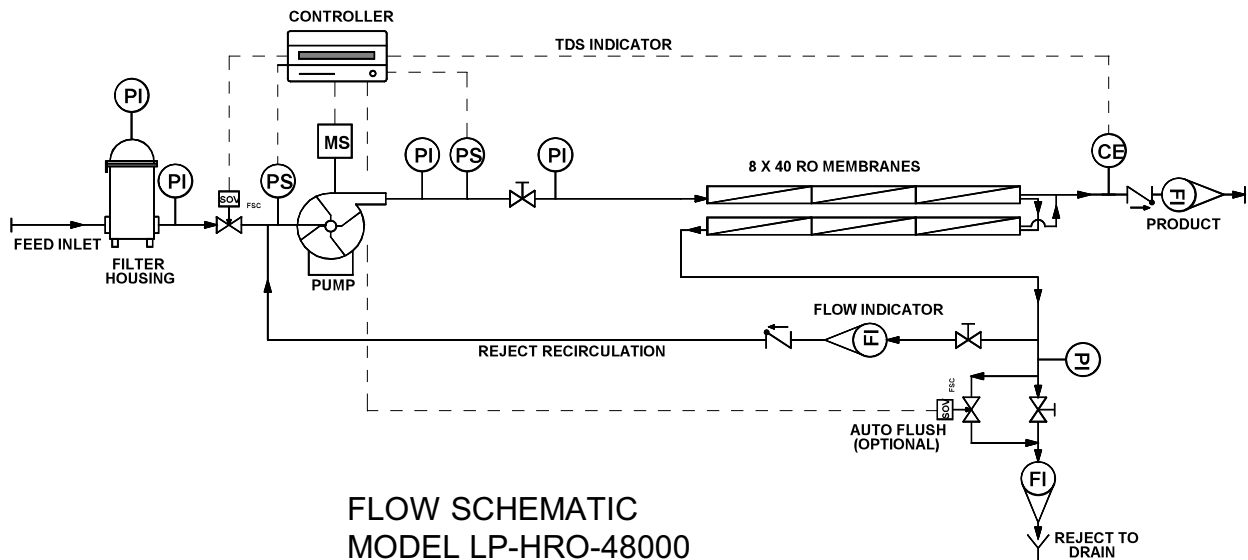 CONTROLLER
TDS INDICATOR
PI
MS
PI
PS
PI
PS
PI
CE
8 X 40 RO MEMBRANES
SOV
FSC
FI
FEED INLET
PRODUCT
FILTER
HOUSING
PUMP
FLOW INDICATOR
FI
REJECT RECIRCULATION
PI
FSC
SOV
AUTO FLUSH
(OPTIONAL)
FI
FLOW SCHEMATIC
MODEL LP-HRO-48000
REJECT TO
DRAIN